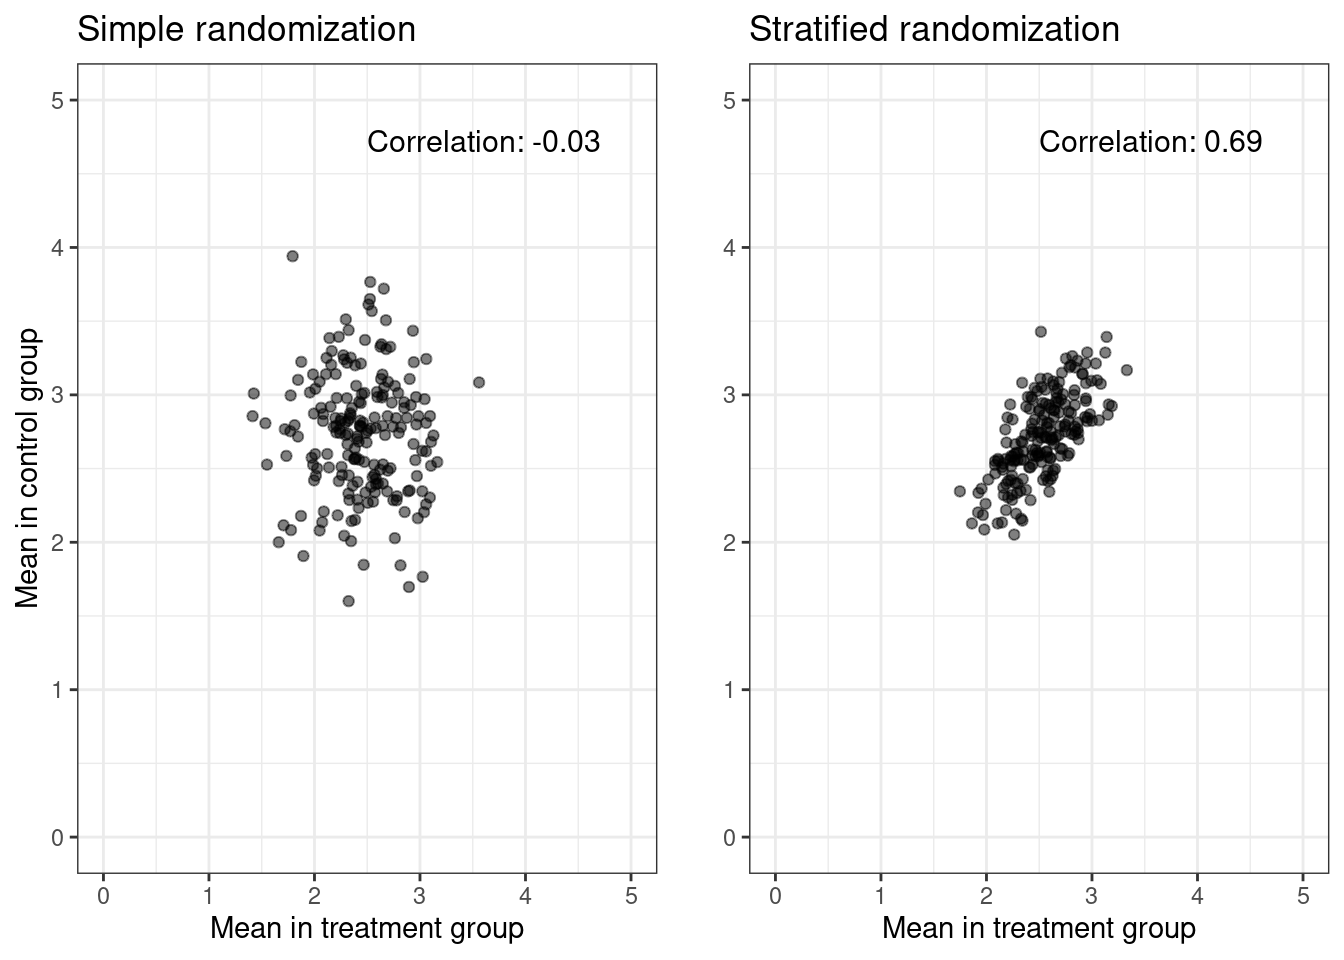 Simple randomization
Correlation: -0.03
5
4
3
2
1
0
0 1 2 3 4 5
Mean in control group
Mean in treatment group
Stratified randomization
Correlation: 0.69
5
4
3
2
1
0
0 1 2 3 4 5
Mean in treatment group